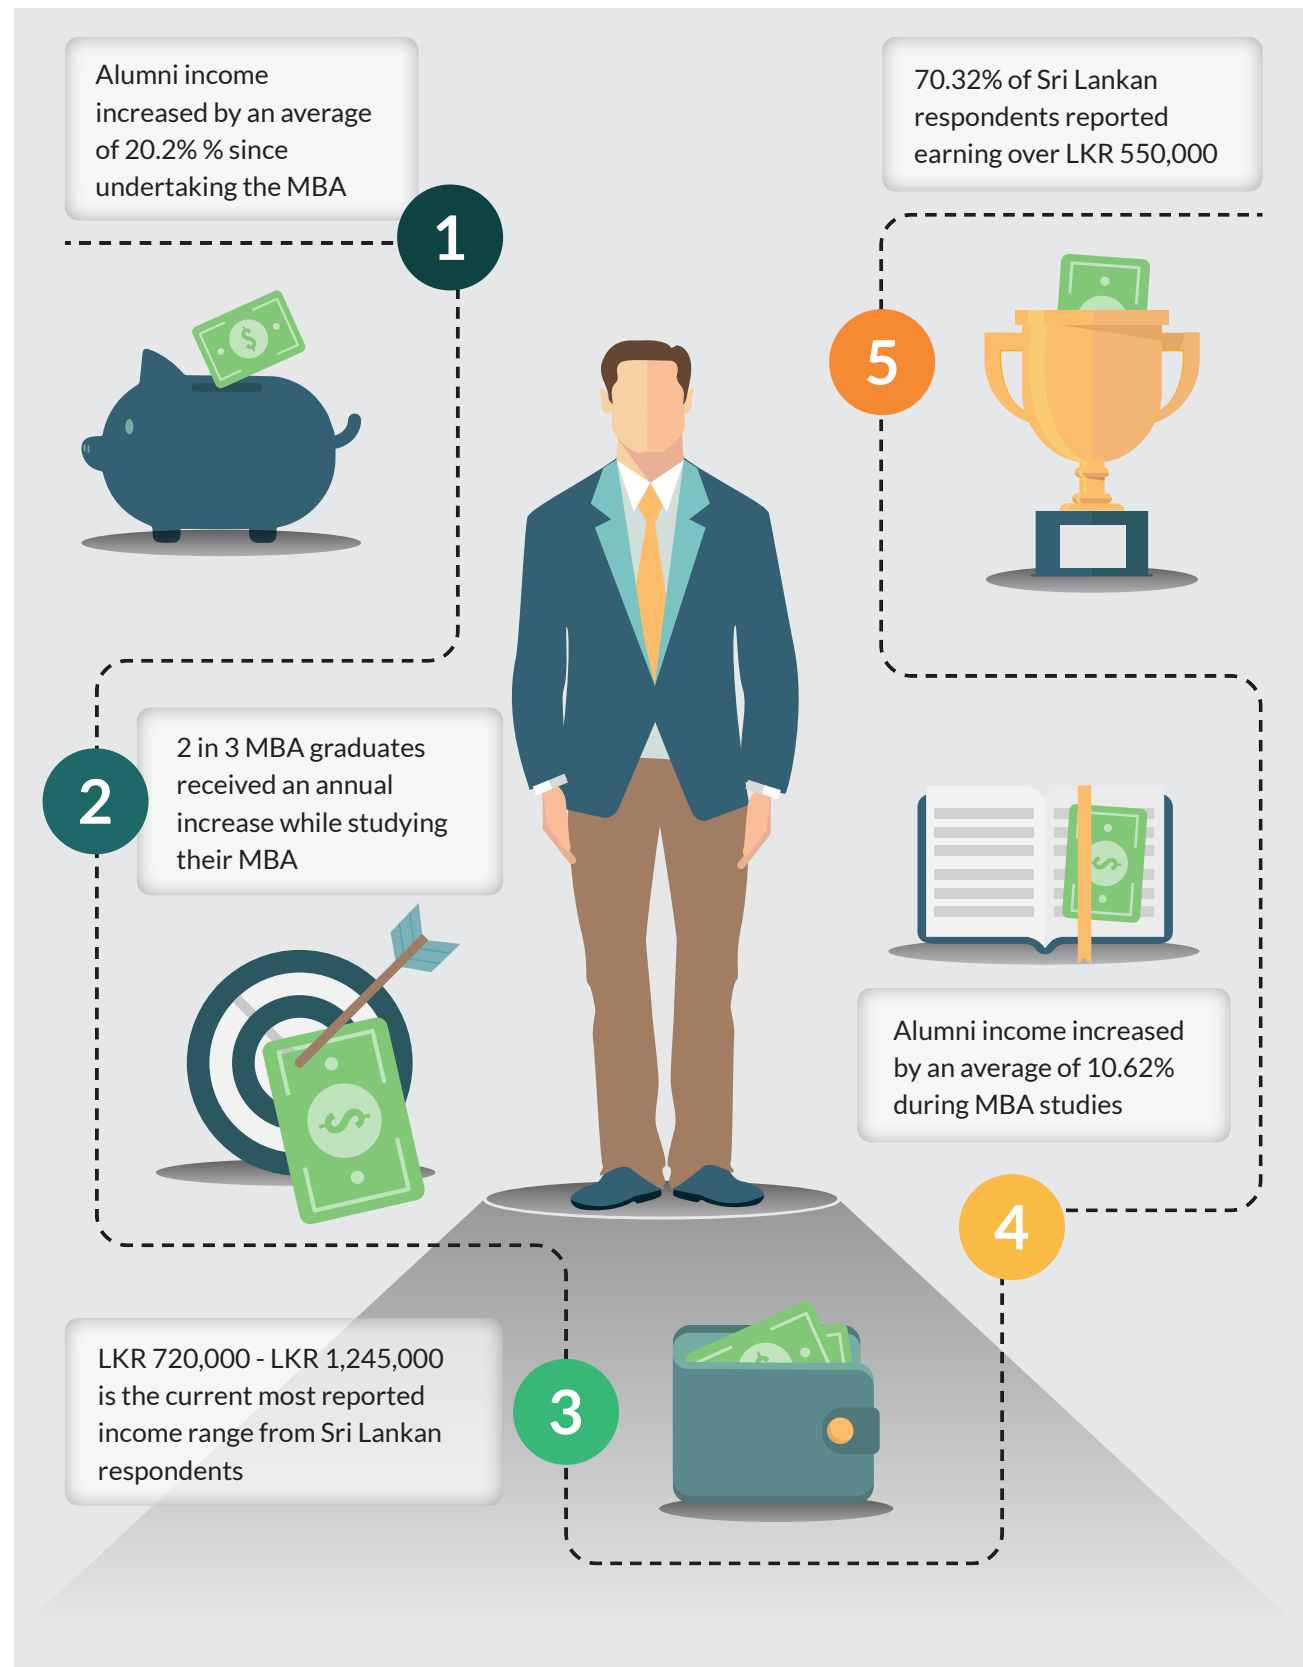 Alumni income
increased by an average
of 20.2% % since
undertaking the MBA
1
2 in 3 MBA graduates
received an annual
increase while studying
their MBA
2
LKR 720,000 - LKR 1,245,000
is the current most reported
income range from Sri Lankan
respondents
3
Alumni income increased
by an average of 10.62%
during MBA studies
4
70.32% of Sri Lankan
respondents reported
earning over LKR 550,000
5
$
$
$
$